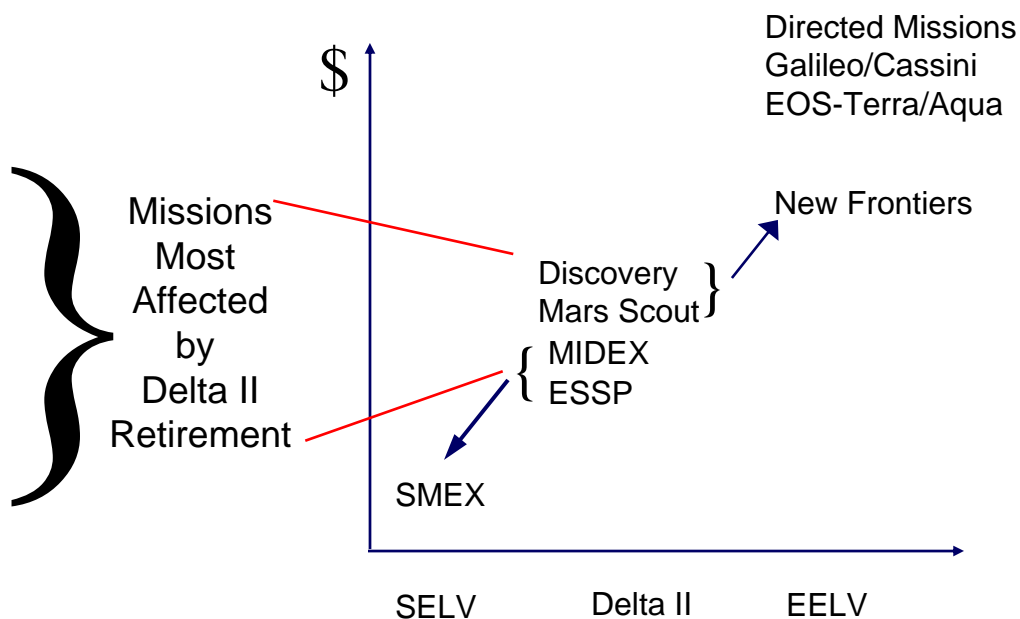 Directed Missions
Galileo/Cassini
EOS-Terra/Aqua
$
Missions
Most
Affected
by
Delta II
Retirement
New Frontiers
Discovery
Mars Scout
MIDEX
ESSP
SMEX
SELV
Delta II
EELV